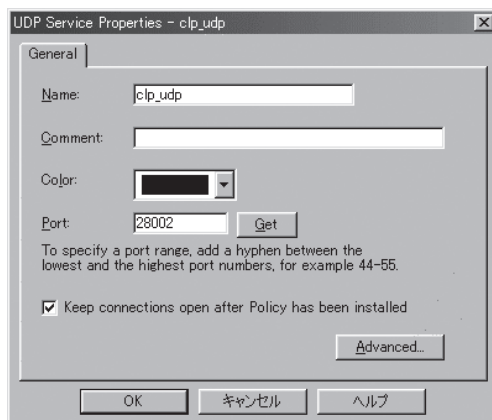 UDP Service Properties - clp_udp
General
Name:
clp_udp
Comment:
Color:
Port:
28002
Get
To specify a port range, add a hyphen between the
lowest and the highest port numbers, for example 44-55.
Keep connections open after Policy has been installed
Advanced...
OK
キャンセル
ヘルプ